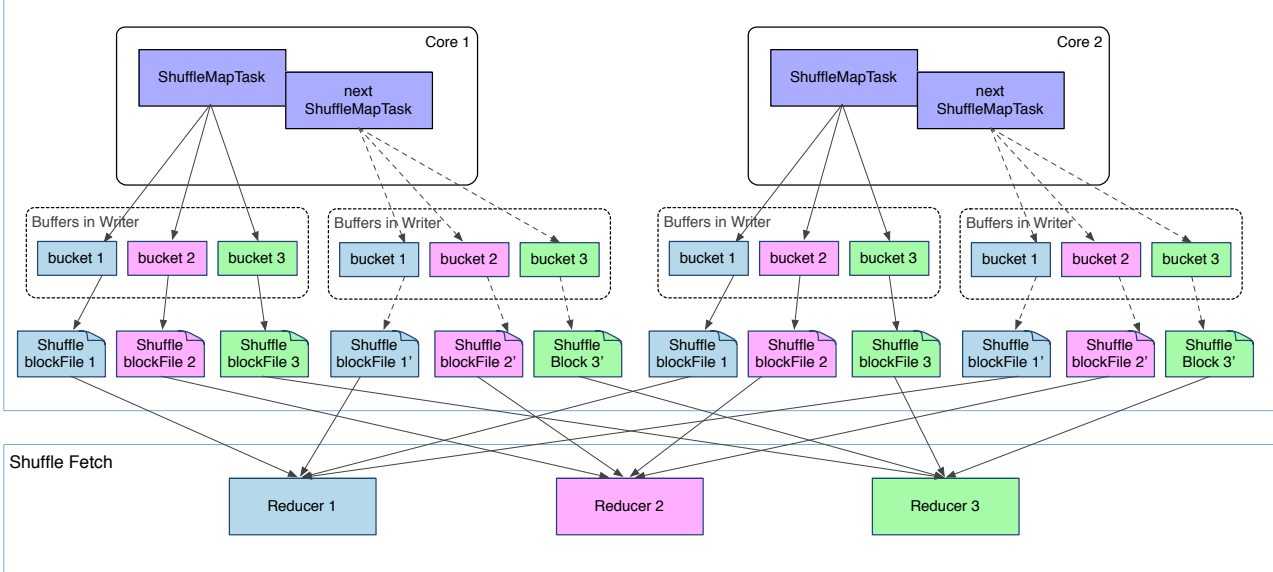 Core 1
ShuffleMapTask
next
ShuffleMapTask
Core 2
ShuffleMapTask
next
ShuffleMapTask
Buffers in Writer
bucket 1
bucket 2
bucket 3
Buffers in Writer
bucket 1
bucket 2
bucket 3
Buffers in Writer
bucket 1
bucket 2
bucket 3
Buffers in Writer
bucket 1
bucket 2
bucket 3
Shuffle
blockFile 1
Shuffle
blockFile 2
Shuffle
blockFile 3
Shuffle
blockFile 1’
Shuffle
blockFile 2’
Shuffle
Block 3’
Shuffle
blockFile 1
Shuffle
blockFile 2
Shuffle
blockFile 3
Shuffle
blockFile 1’
Shuffle
blockFile 2’
Shuffle
Block 3’
Shuffle Fetch
Reducer 1
Reducer 2
Reducer 3